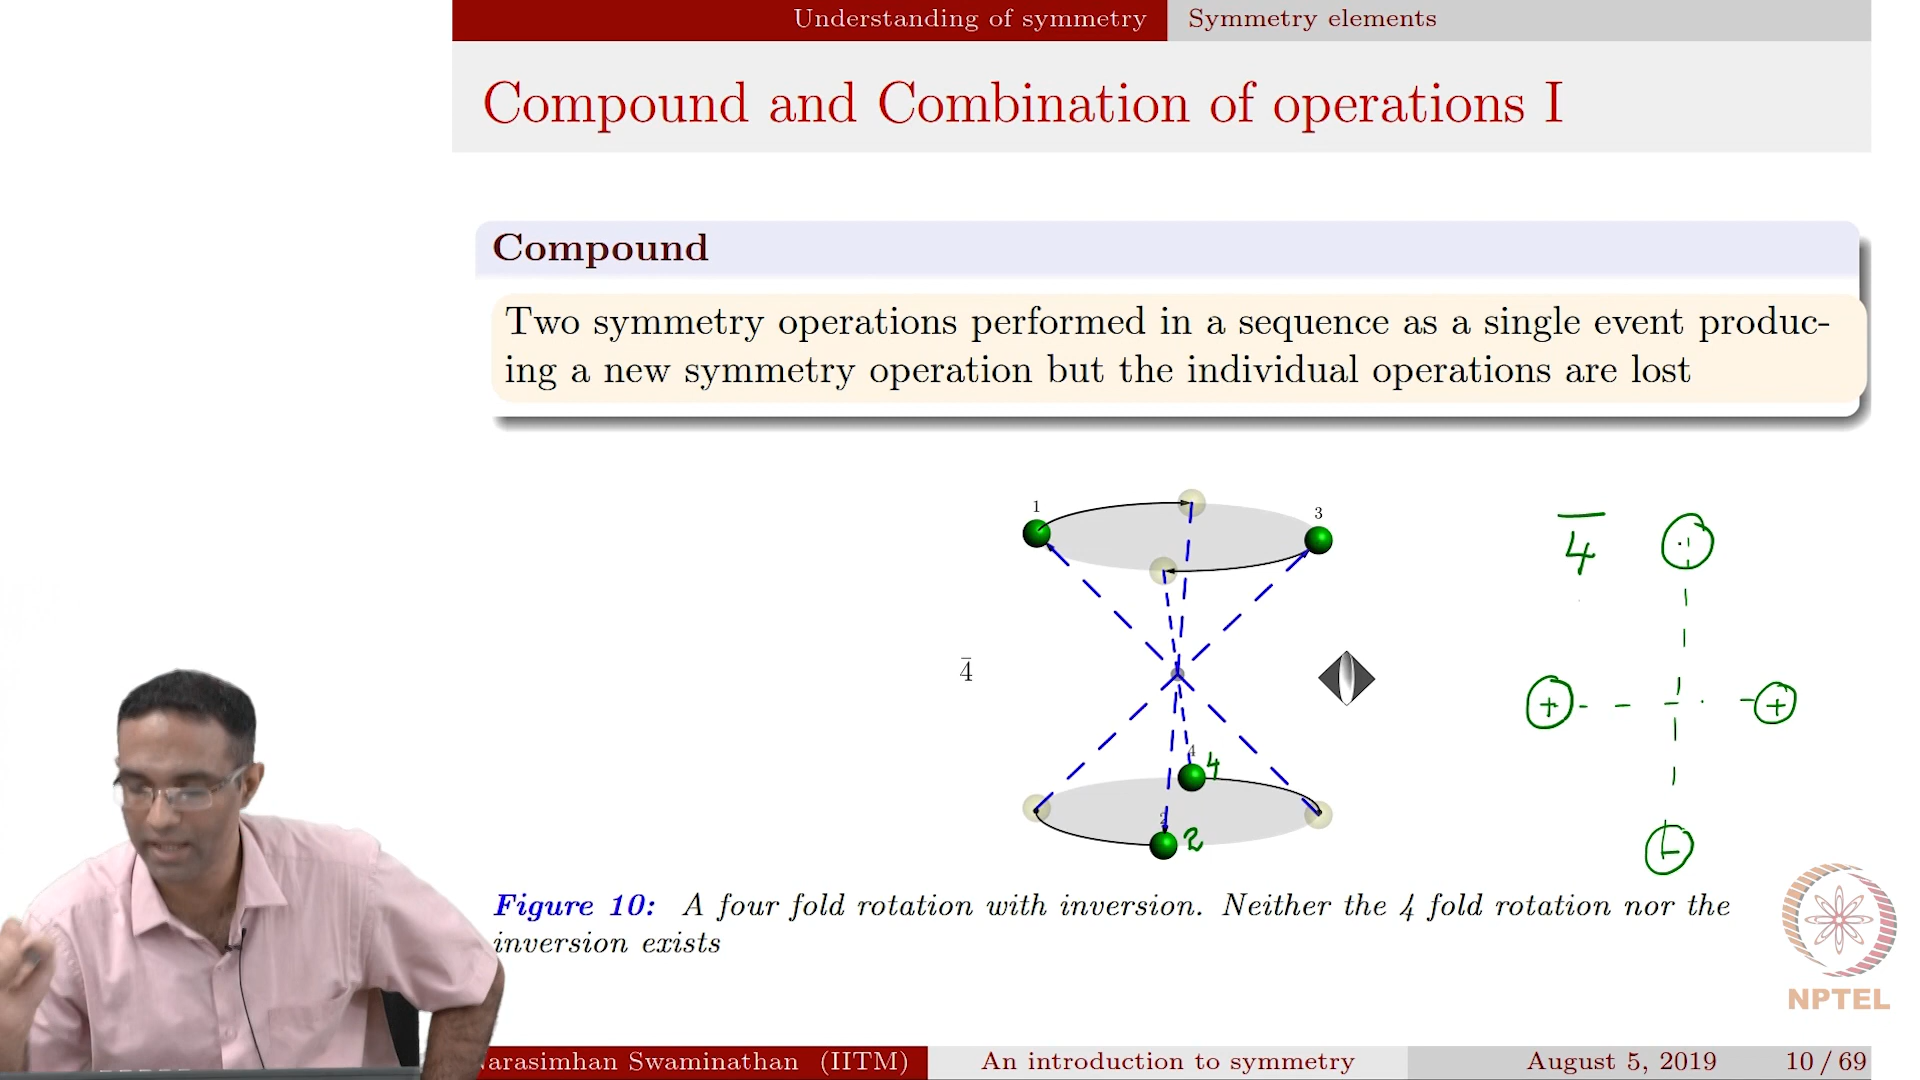 Understanding of symmetry Symmetry elements
Compound and Combination of operations I
Compound
Two symmetry operations performed in a sequence as a single event produc-
ing a new symmetry operation but the individual operations are lost
1
3
4̄
4̄
4
4
2
2
+
+
-
-
Figure 10: A four fold rotation with inversion. Neither the 4 fold rotation nor the
inversion exists
NPTEL
Narasimhan Swaminathan (IITM) An introduction to symmetry August 5, 2019 10 / 69